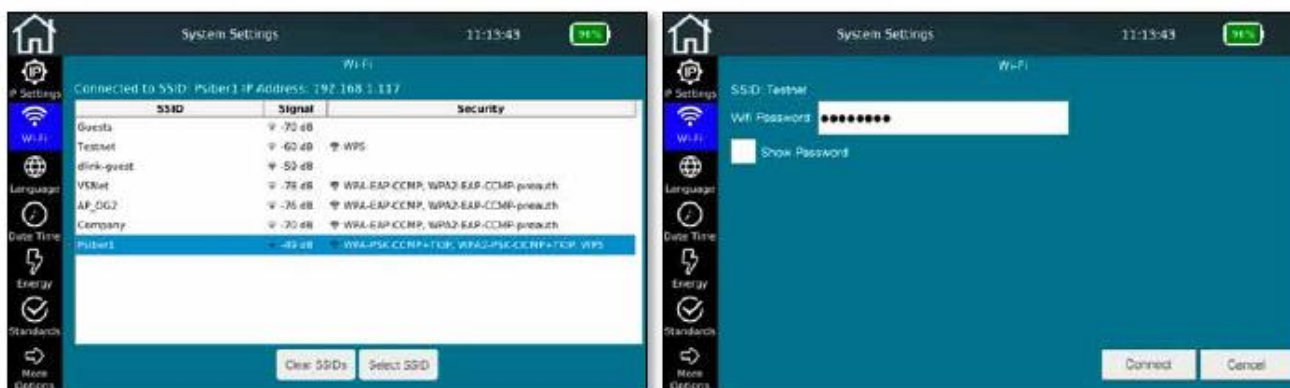 System Settings 11:13:43 96%
Wi-Fi
Connected to SSID: Psiber1 IP Address: 192.168.1.117
SSID Signal Security
Guests -70 dB
Testnet -60 dB WPS
dlink-guest -50 dB
VSNet -78 dB WPA-EAP-CCMP, WPA2-EAP-CCMP-preauth
AP_OG2 -76 dB WPA-EAP-CCMP, WPA2-EAP-CCMP-preauth
Company -70 dB WPA-EAP-CCMP, WPA2-EAP-CCMP-preauth
Psiber1 -49 dB WPA-PSK-CCMP+TKIP, WPA2-PSK-CCMP+TKIP, WPS
Clear SSIDs Select SSID
IP
IP Settings
Wi-Fi
Language
Date Time
Energy
Standards
More
Options
System Settings 11:13:43 96%
Wi-Fi
SSID: Testnet
Wifi Password ●●●●●●●●
Show Password
Connect Cancel
IP
IP Settings
Wi-Fi
Language
Date Time
Energy
Standards
More
Options